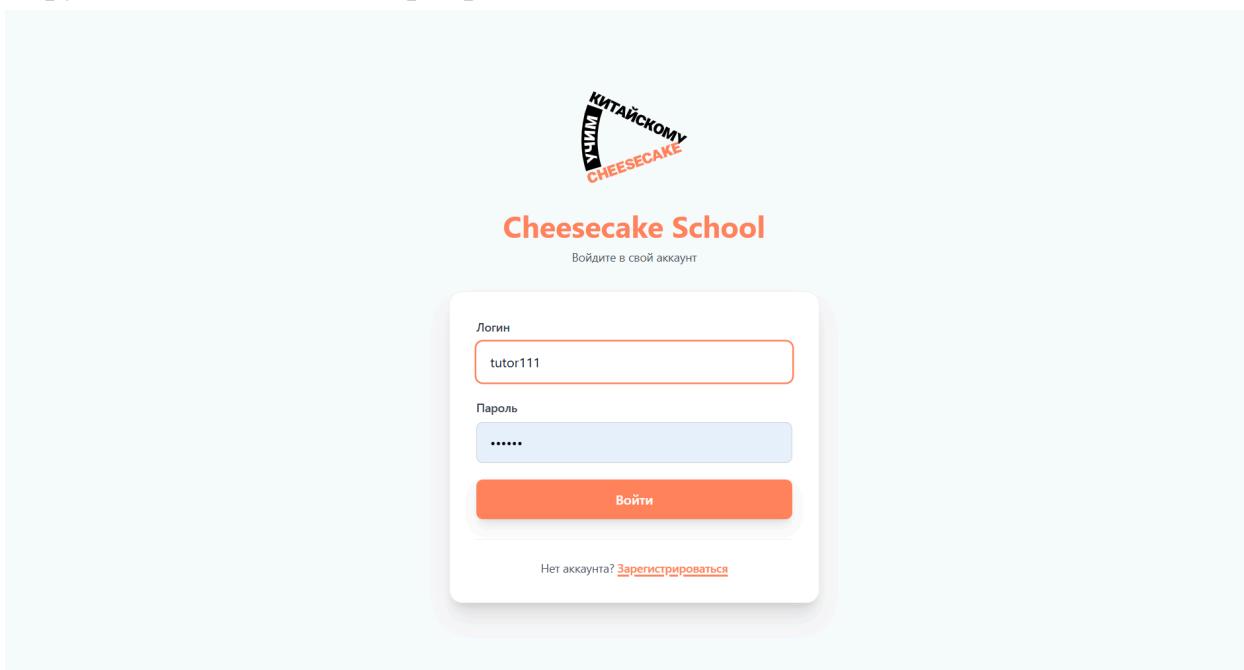 УЧИМ
КИТАЙСКОМУ
CHEESECAKE
Cheesecake School
Войдите в свой аккаунт
Логин
tutor111
Пароль
••••••
Войти
Нет аккаунта? Зарегистрироваться